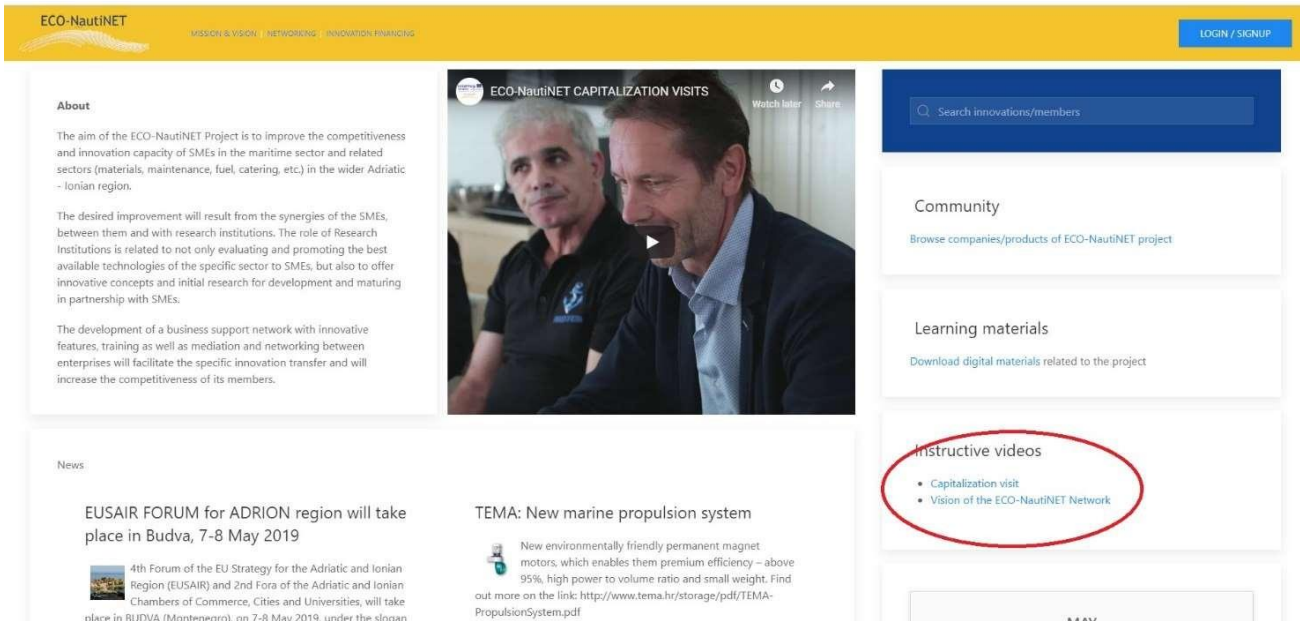 ECO-NautiNET
MISSION & VISION | NETWORKING | INNOVATION FINANCING
LOGIN / SIGNUP
About
The aim of the ECO-NautiNET Project is to improve the competitiveness
and innovation capacity of SMEs in the maritime sector and related
sectors (materials, maintenance, fuel, catering, etc.) in the wider Adriatic
- Ionian region.
The desired improvement will result from the synergies of the SMEs,
between them and with research institutions. The role of Research
Institutions is related to not only evaluating and promoting the best
available technologies of the specific sector to SMEs, but also to offer
innovative concepts and initial research for development and maturing
in partnership with SMEs.
The development of a business support network with innovative
features, training as well as mediation and networking between
enterprises will facilitate the specific innovation transfer and will
increase the competitiveness of its members.
ECO-NautiNET CAPITALIZATION VISITS
Watch later
Share
Search innovations/members
Community
Browse companies/products of ECO-NautiNET project
Learning materials
Download digital materials related to the project
Instructive videos
• Capitalization visit
• Vision of the ECO-NautiNET Network
News
EUSAIR FORUM for ADRION region will take
place in Budva, 7-8 May 2019
4th Forum of the EU Strategy for the Adriatic and Ionian
Region (EUSAIR) and 2nd Fora of the Adriatic and Ionian
Chambers of Commerce, Cities and Universities, will take
place in BUDVA (Montenegro), on 7-8 May 2019, under the slogan
TEMA: New marine propulsion system
New environmentally friendly permanent magnet
motors, which enables them premium efficiency – above
95%, high power to volume ratio and small weight. Find
out more on the link: http://www.tema.hr/storage/pdf/TEMA-
PropulsionSystem.pdf
MAY